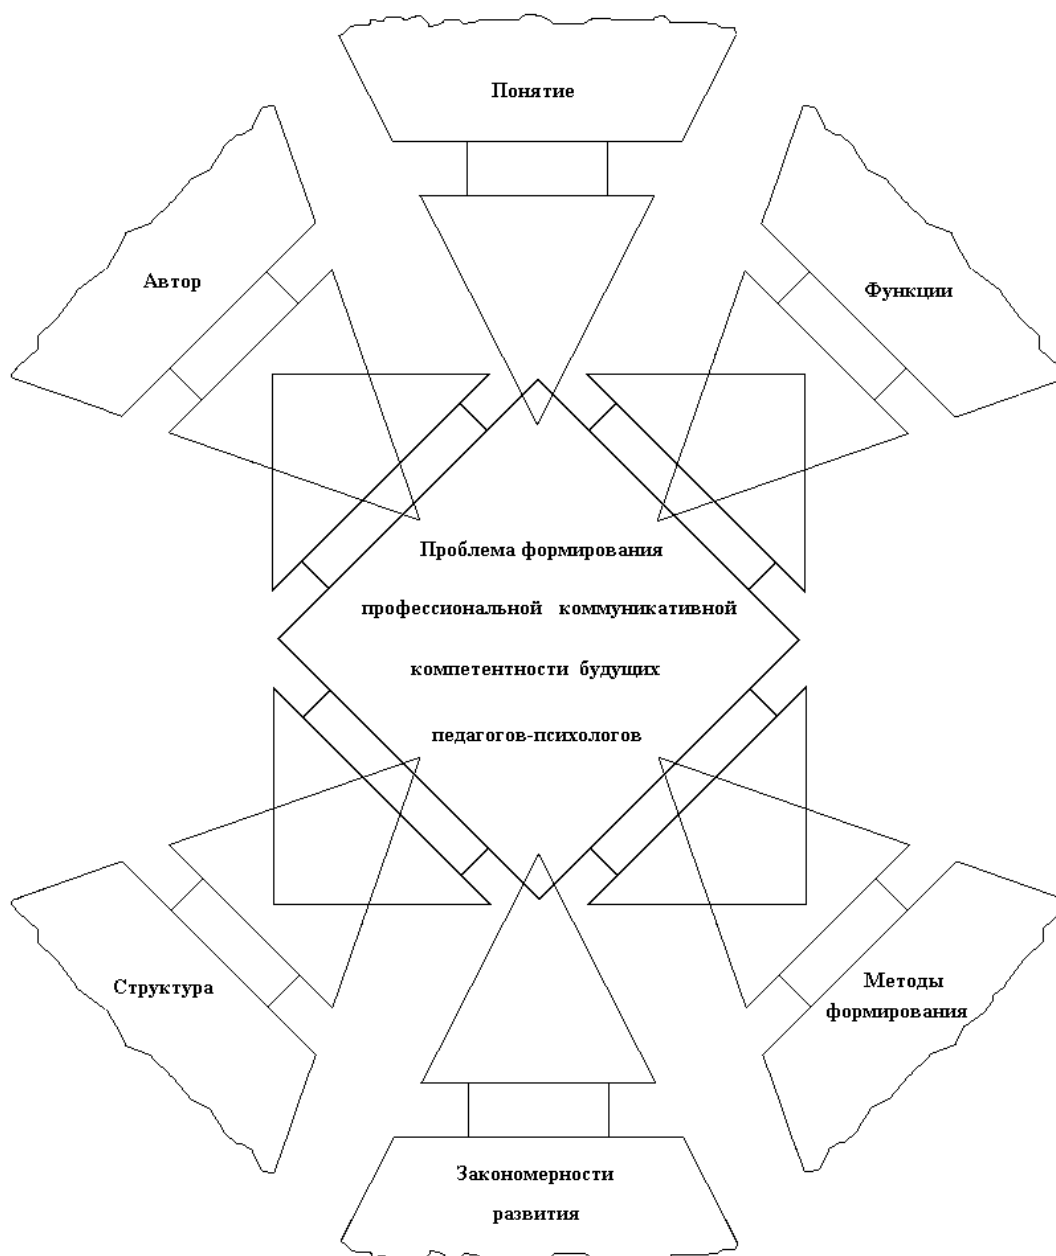 Понятие
Автор
Функции
Проблема формирования
профессиональной коммуникативной
компетентности будущих
педагогов-психологов
Структура
Методы
формирования
Закономерности
развития